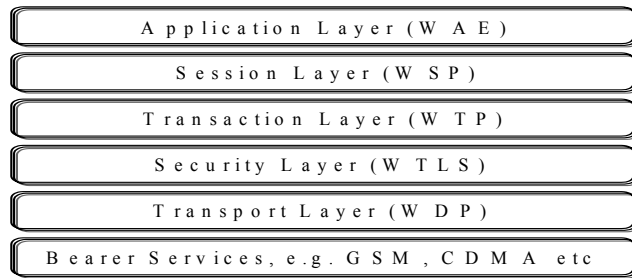 Application Layer (WAE)
Session Layer (WSP)
Transaction Layer (WTP)
Security Layer (WTLS)
Transport Layer (WDP)
Bearer Services, e.g. GSM, CDMA etc